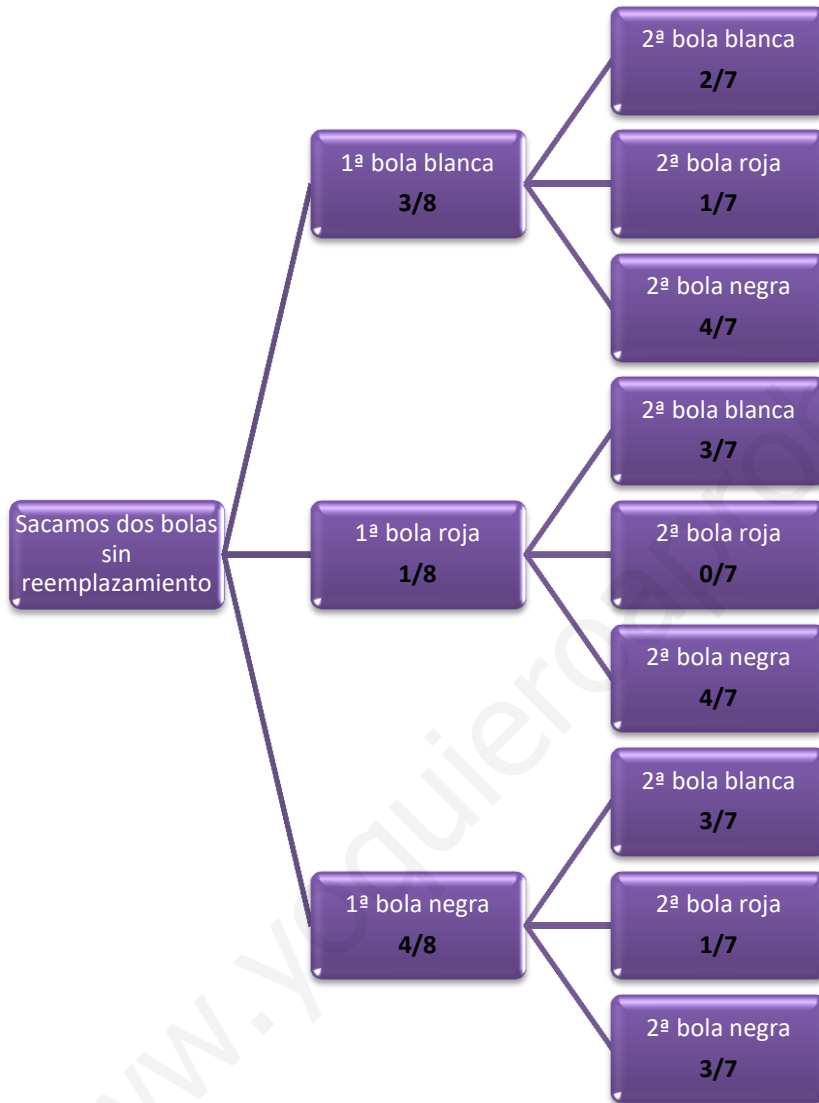 2ª bola blanca
2/7
1ª bola blanca
3/8
2ª bola roja
1/7
2ª bola negra
4/7
2ª bola blanca
3/7
Sacamos dos bolas
sin
reemplazamiento
1ª bola roja
1/8
2ª bola roja
0/7
2ª bola negra
4/7
2ª bola blanca
3/7
1ª bola negra
4/8
2ª bola roja
1/7
2ª bola negra
3/7